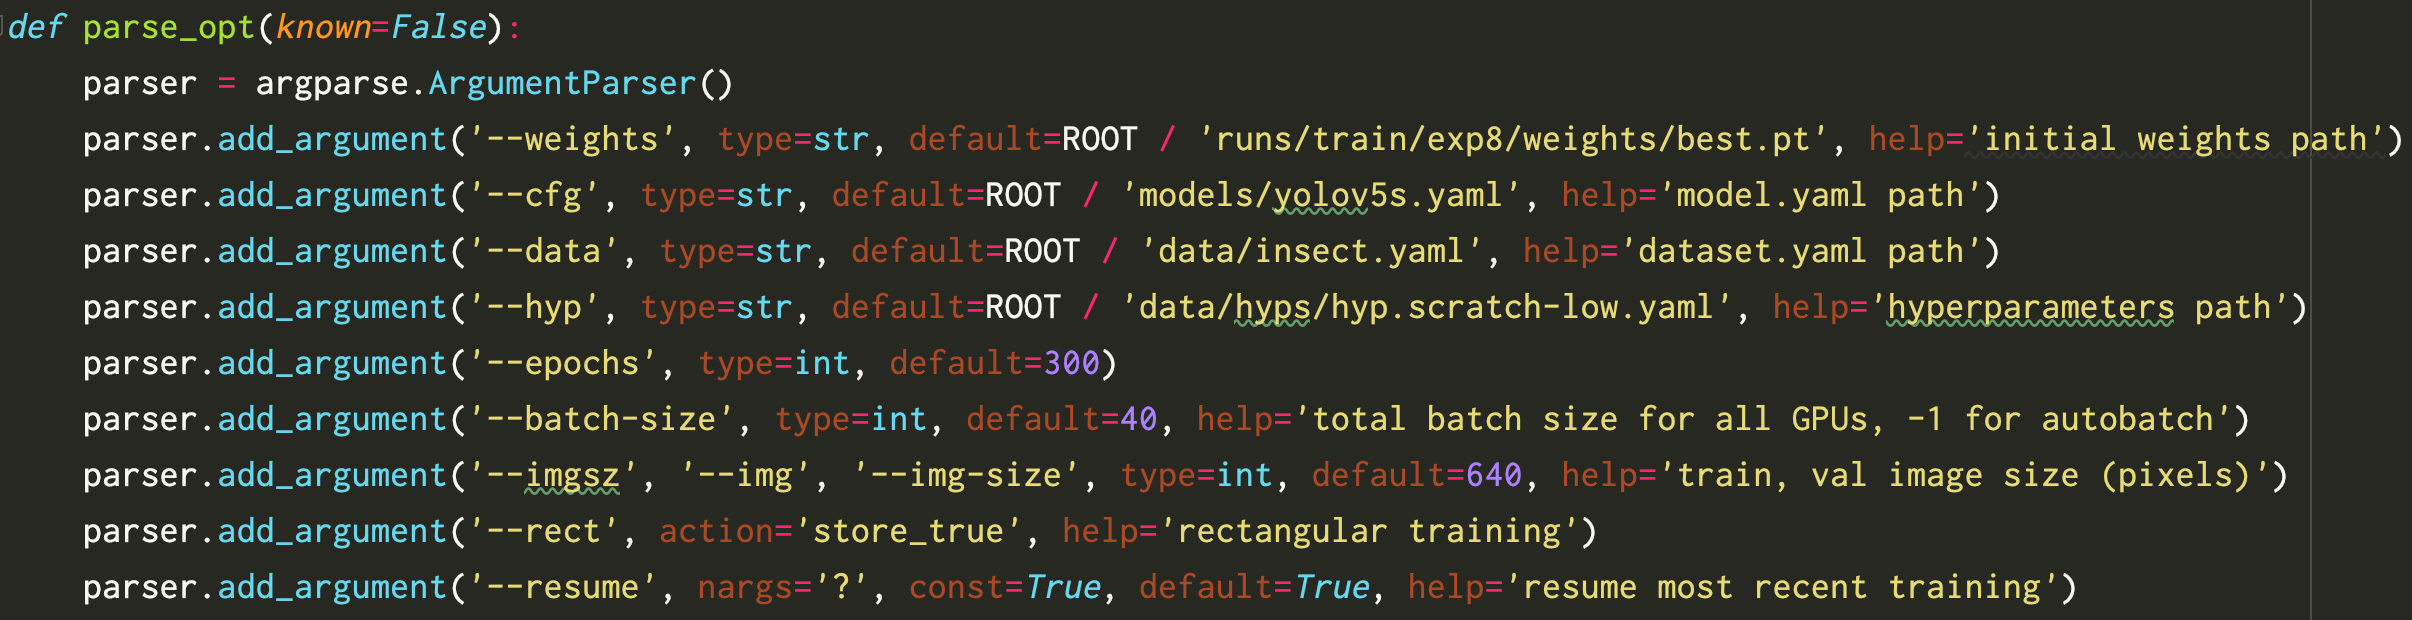 def parse_opt(known=False):
    parser = argparse.ArgumentParser()
    parser.add_argument('--weights', type=str, default=ROOT / 'runs/train/exp8/weights/best.pt', help='initial weights path')
    parser.add_argument('--cfg', type=str, default=ROOT / 'models/yolov5s.yaml', help='model.yaml path')
    parser.add_argument('--data', type=str, default=ROOT / 'data/insect.yaml', help='dataset.yaml path')
    parser.add_argument('--hyp', type=str, default=ROOT / 'data/hyps/hyp.scratch-low.yaml', help='hyperparameters path')
    parser.add_argument('--epochs', type=int, default=300)
    parser.add_argument('--batch-size', type=int, default=40, help='total batch size for all GPUs, -1 for autobatch')
    parser.add_argument('--imgsz', '--img', '--img-size', type=int, default=640, help='train, val image size (pixels)')
    parser.add_argument('--rect', action='store_true', help='rectangular training')
    parser.add_argument('--resume', nargs='?', const=True, default=True, help='resume most recent training')